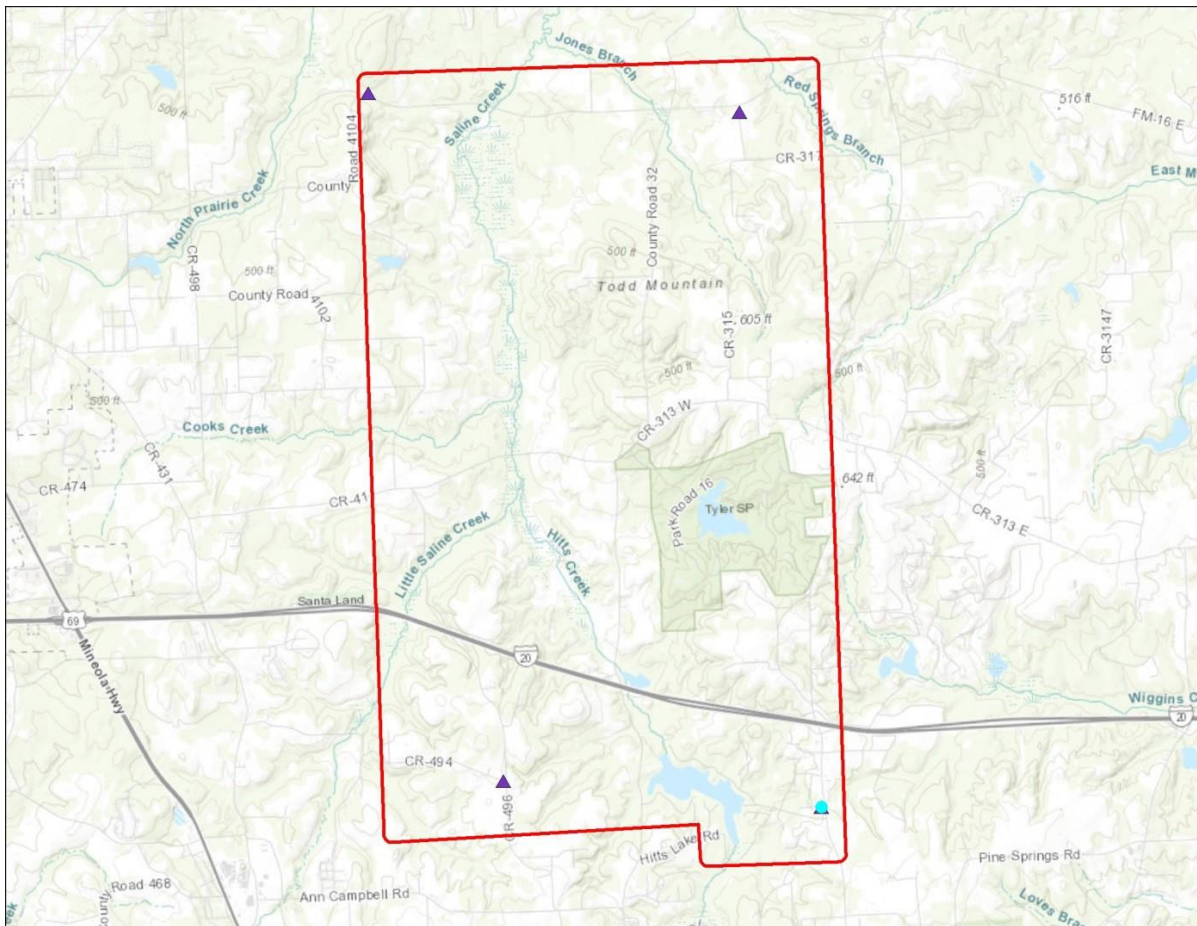 Jones Branch
500 ft
Saline Creek
Red Springs Branch
516 ft
FM-16 E
County
Road 4104
CR-317
East M
North Prairie Creek
County Road 32
CR-498
500 ft
500 ft
County Road 4102
Todd Mountain
CR-315
605 ft
CR-3147
500 ft
500 ft
500 ft
CR-313 W
Cooks Creek
CR-431
CR-474
CR-41
Park Road 16
Tyler SP
642 ft
500 ft
CR-313 E
Little Saline Creek
Hitts Creek
Santa Land
69
20
Mineola Hwy
Wiggins C
20
CR-494
CR-496
Hitts Lake Rd
Pine Springs Rd
Road 468
County
Ann Campbell Rd
Loves Bra
eek